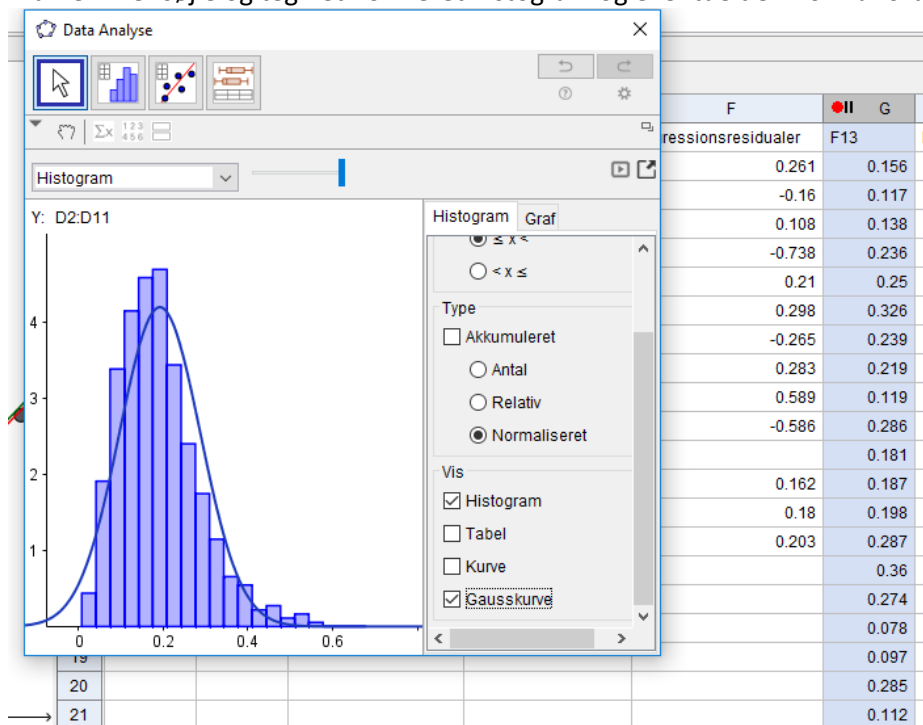 Data Analyse
Σx 123 456
Histogram
Y: D2:D11
Histogram Graf
≤ x <
< x ≤
Type
Akkumuleret
Antal
Relativ
Normaliseret
Vis
Histogram
Tabel
Kurve
Gausskurve
4
3
2
1
0 0.2 0.4 0.6
F G
ressionsresidualer F13
0.261 0.156
-0.16 0.117
0.108 0.138
-0.738 0.236
0.21 0.25
0.298 0.326
-0.265 0.239
0.283 0.219
0.589 0.119
-0.586 0.286
0.181
0.162 0.187
0.18 0.198
0.203 0.287
0.36
0.274
0.078
19 0.097
20 0.285
21 0.112